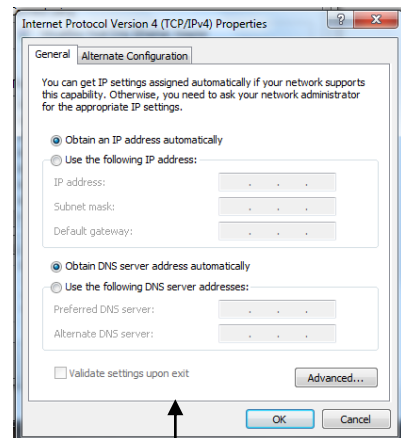 Internet Protocol Version 4 (TCP/IPv4) Properties
General Alternate Configuration
You can get IP settings assigned automatically if your network supports
this capability. Otherwise, you need to ask your network administrator
for the appropriate IP settings.
Obtain an IP address automatically
Use the following IP address:
IP address:
Subnet mask:
Default gateway:
Obtain DNS server address automatically
Use the following DNS server addresses:
Preferred DNS server:
Alternate DNS server:
Validate settings upon exit
Advanced...
OK Cancel